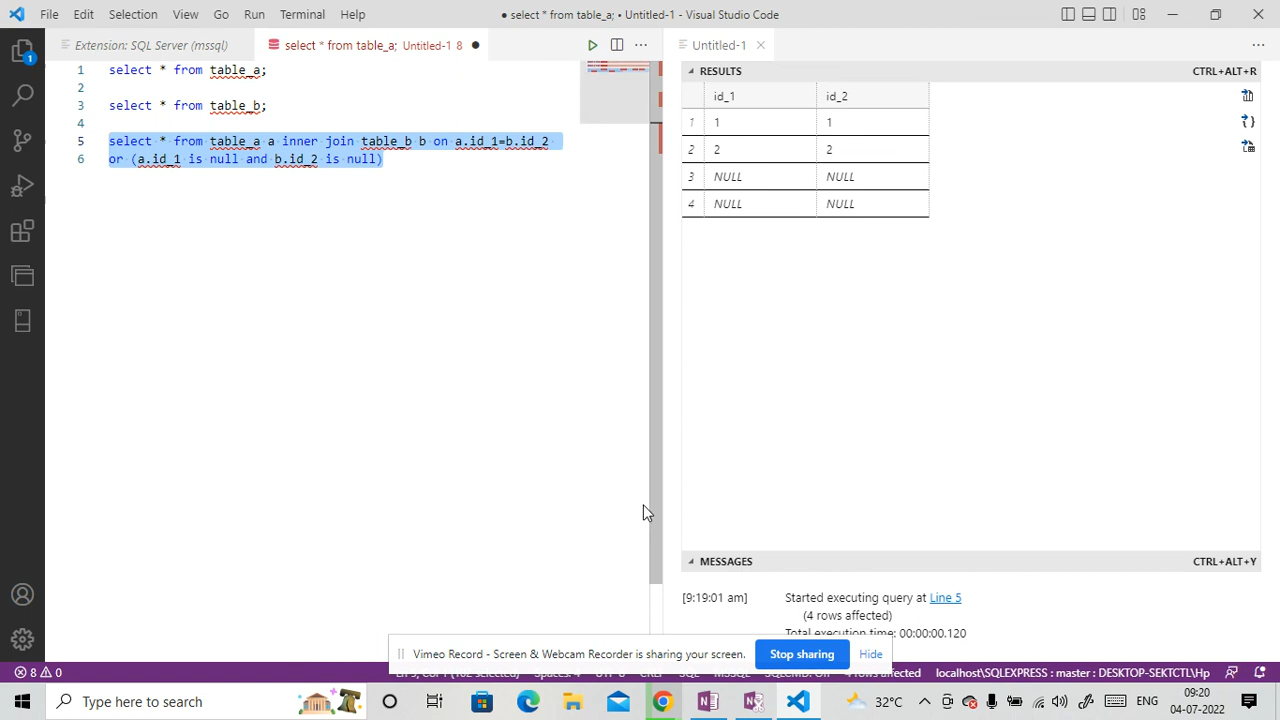 File Edit Selection View Go Run Terminal Help
● select * from table_a; • Untitled-1 - Visual Studio Code
Extension: SQL Server (mssql)
select * from table_a; Untitled-1 8 ●
Untitled-1
1 select * from table_a;
2
3 select * from table_b;
4
5 select * from table_a a inner join table_b b on a.id_1=b.id_2
6 or (a.id_1 is null and b.id_2 is null)
RESULTS CTRL+ALT+R
id_1 id_2
1 1 1
2 2 2
3 NULL NULL
4 NULL NULL
MESSAGES CTRL+ALT+Y
[9:19:01 am] Started executing query at Line 5
(4 rows affected)
Total execution time: 00:00:00.120
1
Vimeo Record - Screen & Webcam Recorder is sharing your screen. Stop sharing Hide
8 0
4 rows affected localhost\SQLEXPRESS : master : DESKTOP-SEKTCTL\Hp
Type here to search
32°C
ENG
09:20
04-07-2022